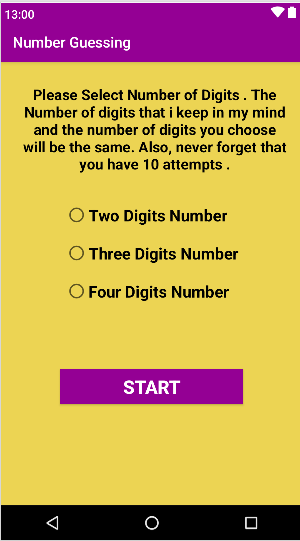 13:00
Number Guessing
Please Select Number of Digits . The
Number of digits that i keep in my mind
and the number of digits you choose
will be the same. Also, never forget that
you have 10 attempts .
Two Digits Number
Three Digits Number
Four Digits Number
START